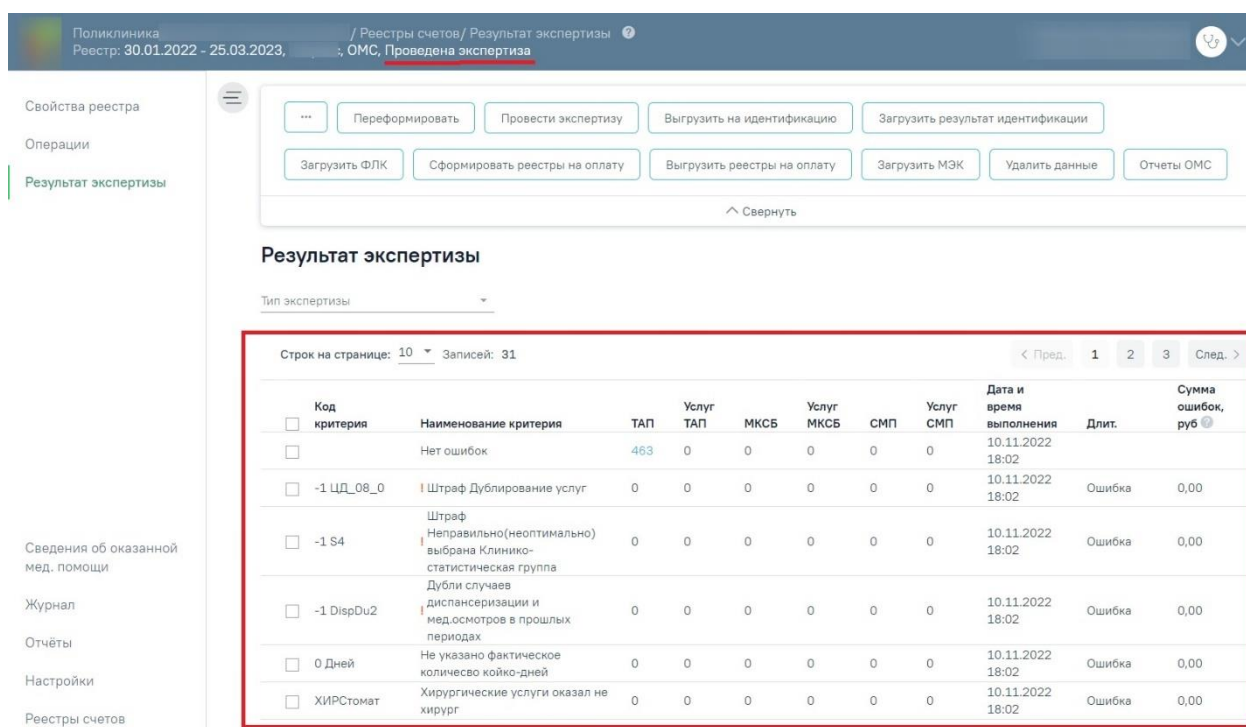 Поликлиника / Реестры счетов/ Результат экспертизы ?
Реестр: 30.01.2022 - 25.03.2023, ОМС, Проведена экспертиза
Свойства реестра
Операции
Результат экспертизы
... Переформировать Провести экспертизу Выгрузить на идентификацию Загрузить результат идентификации
Загрузить ФЛК Сформировать реестры на оплату Выгрузить реестры на оплату Загрузить МЭК Удалить данные Отчеты ОМС
Свернуть
Результат экспертизы
Тип экспертизы
Строк на странице: 10 Записей: 31 < Пред. 1 2 3 След. >
Код критерия Наименование критерия ТАП Услуг ТАП МКСБ Услуг МКСБ СМП Услуг СМП Дата и время выполнения Длит. Сумма ошибок, руб ?
Нет ошибок 463 0 0 0 0 0 10.11.2022 18:02
-1 ЦД_08_0 ! Штраф Дублирование услуг 0 0 0 0 0 0 10.11.2022 18:02 Ошибка 0,00
-1 S4 ! Штраф Неправильно(неоптимально) выбрана Клинико-статистическая группа 0 0 0 0 0 0 10.11.2022 18:02 Ошибка 0,00
-1 DispDu2 ! Дубли случаев диспансеризации и мед.осмотров в прошлых периодах 0 0 0 0 0 0 10.11.2022 18:02 Ошибка 0,00
0 Дней Не указано фактическое количесво койко-дней 0 0 0 0 0 0 10.11.2022 18:02 Ошибка 0,00
ХИРСтомат Хирургические услуги оказал не хирург 0 0 0 0 0 0 10.11.2022 18:02 Ошибка 0,00
Сведения об оказанной
мед. помощи
Журнал
Отчёты
Настройки
Реестры счетов